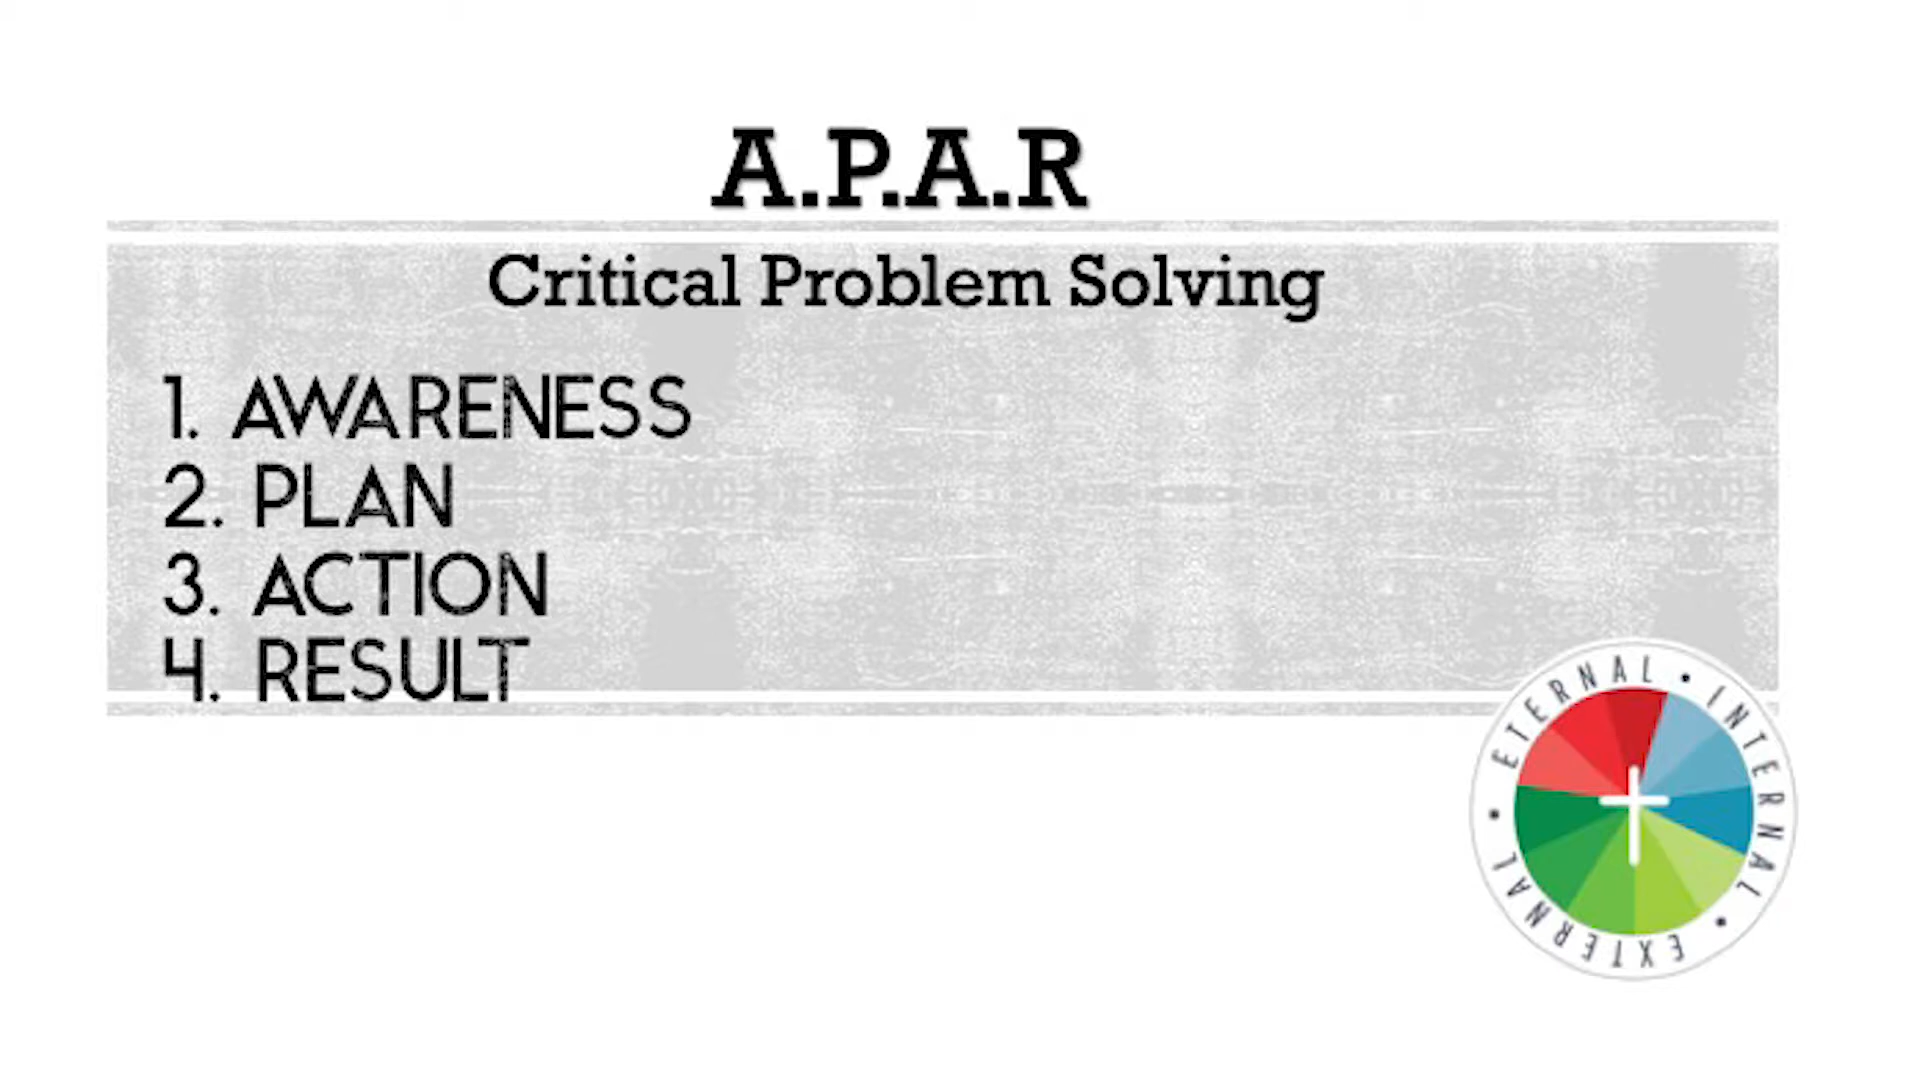 A.P.A.R
Critical Problem Solving
1. AWARENESS
2. PLAN
3. ACTION
4. RESULT
ETERNAL • INTERNAL • EXTERNAL •